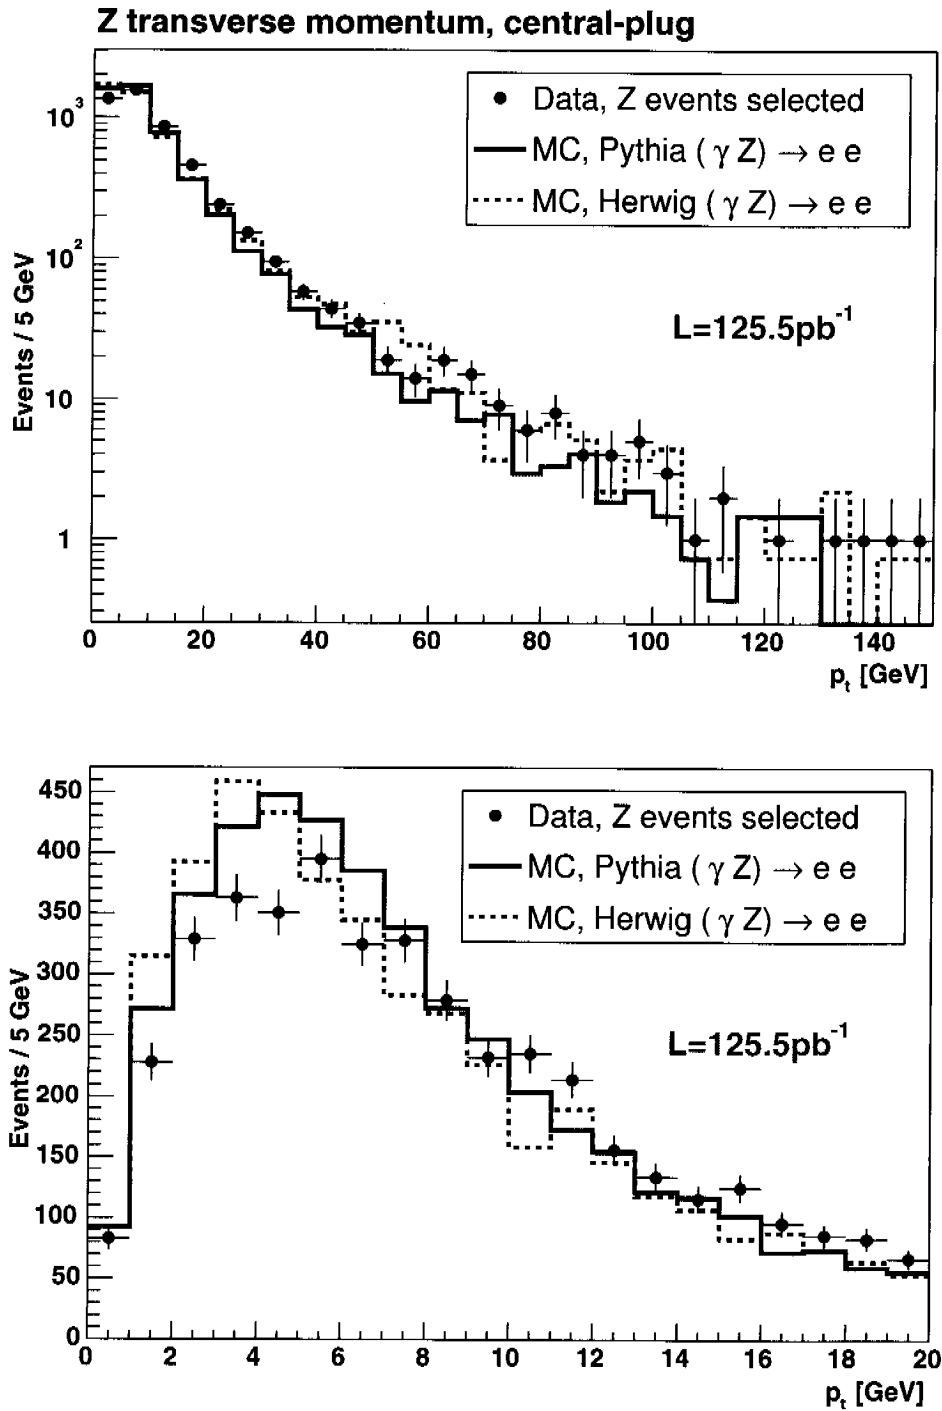 Z transverse momentum, central-plug
Events / 5 GeV
10³
10²
10
1
Data, Z events selected
MC, Pythia ( γ Z) → e e
MC, Herwig ( γ Z) → e e
L=125.5pb⁻¹
0 20 40 60 80 100 120 140
pₜ [GeV]
Events / 5 GeV
450
400
350
300
250
200
150
100
50
0
Data, Z events selected
MC, Pythia ( γ Z) → e e
MC, Herwig ( γ Z) → e e
L=125.5pb⁻¹
0 2 4 6 8 10 12 14 16 18 20
pₜ [GeV]